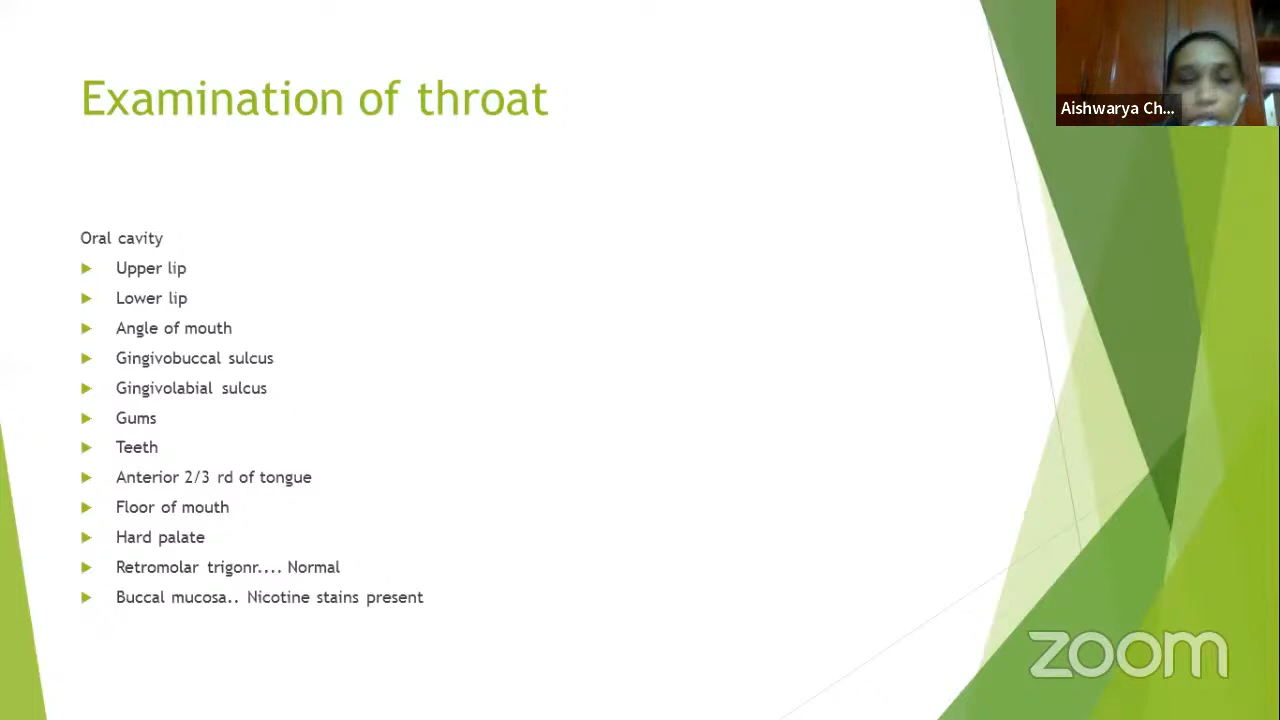 Examination of throat
Aishwarya Ch...
Oral cavity
Upper lip
Lower lip
Angle of mouth
Gingivobuccal sulcus
Gingivolabial sulcus
Gums
Teeth
Anterior 2/3 rd of tongue
Floor of mouth
Hard palate
Retromolar trigonr.... Normal
Buccal mucosa.. Nicotine stains present
zoom